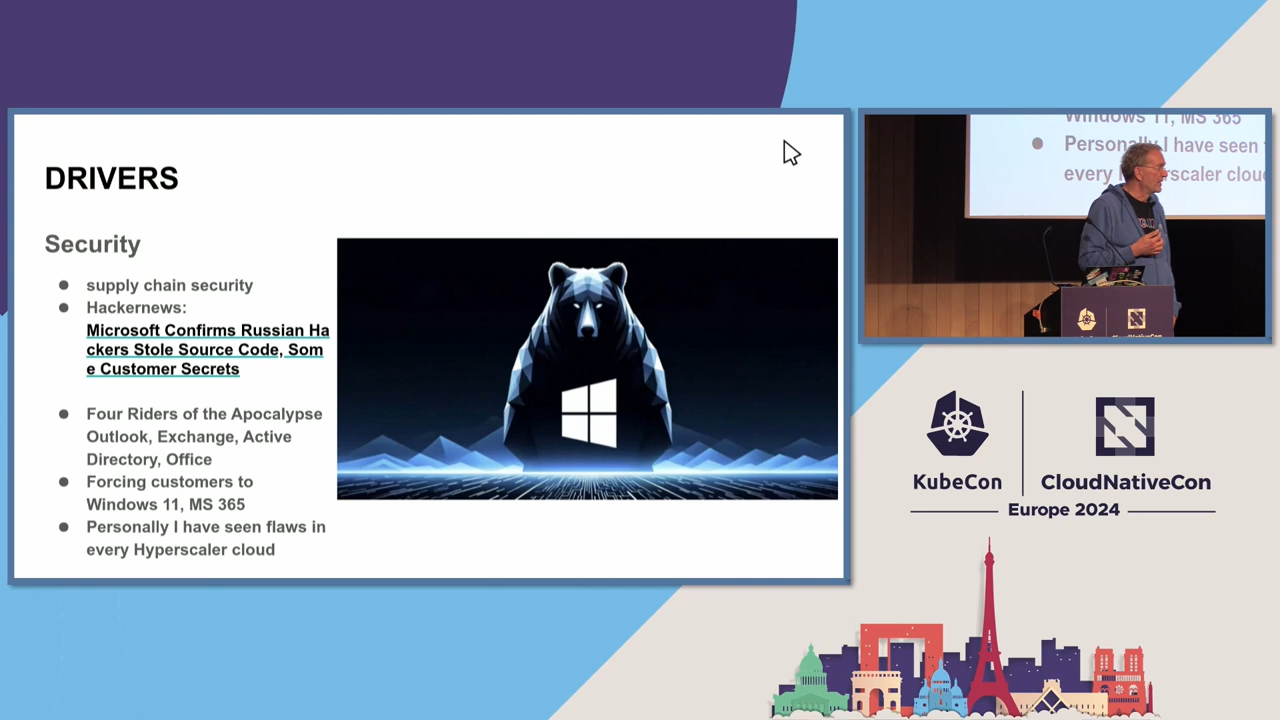 DRIVERS
Security
● supply chain security
● Hackernews:
Microsoft Confirms Russian Ha
ckers Stole Source Code, Som
e Customer Secrets
● Four Riders of the Apocalypse
Outlook, Exchange, Active
Directory, Office
● Forcing customers to
Windows 11, MS 365
● Personally I have seen flaws in
every Hyperscaler cloud
Windows 11, MS 365
● Personally I have seen
every rscaler clou
KubeCon
CloudNativeCon
Europe 2024